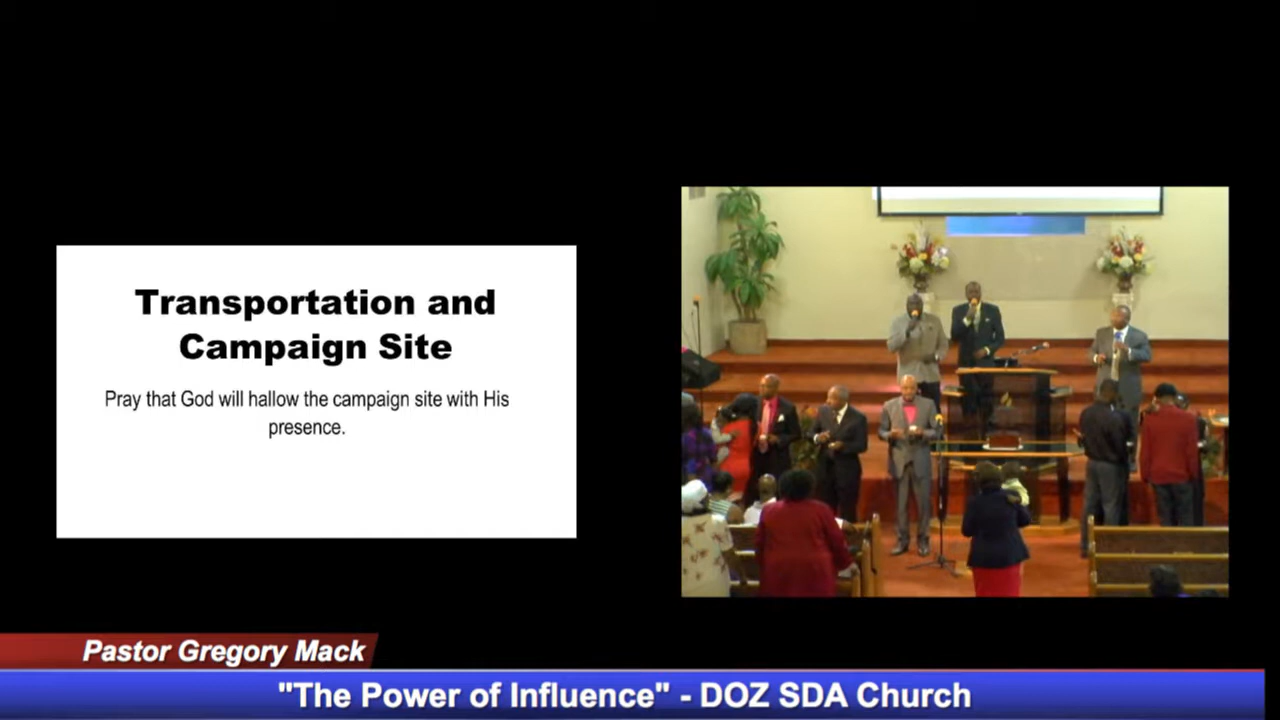 Transportation and
Campaign Site
Pray that God will hallow the campaign site with His
presence.
Pastor Gregory Mack
"The Power of Influence" - DOZ SDA Church